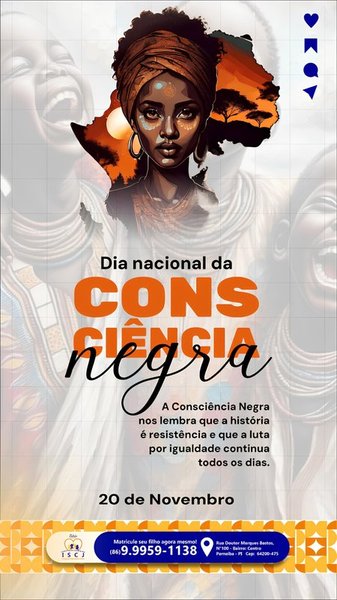 Dia nacional da
CONS
CIÊNCIA
negra
A Consciência Negra
nos lembra que a história
é resistência e que a luta
por igualdade continua
todos os dias.
20 de Novembro
ISCJ
Matricule seu filho agora mesmo!
(86) 9.9959-1138
Rua Doutor Marques Bastos,
N°100 - Bairro: Centro
Parnaíba - PI Cep: 64200-475